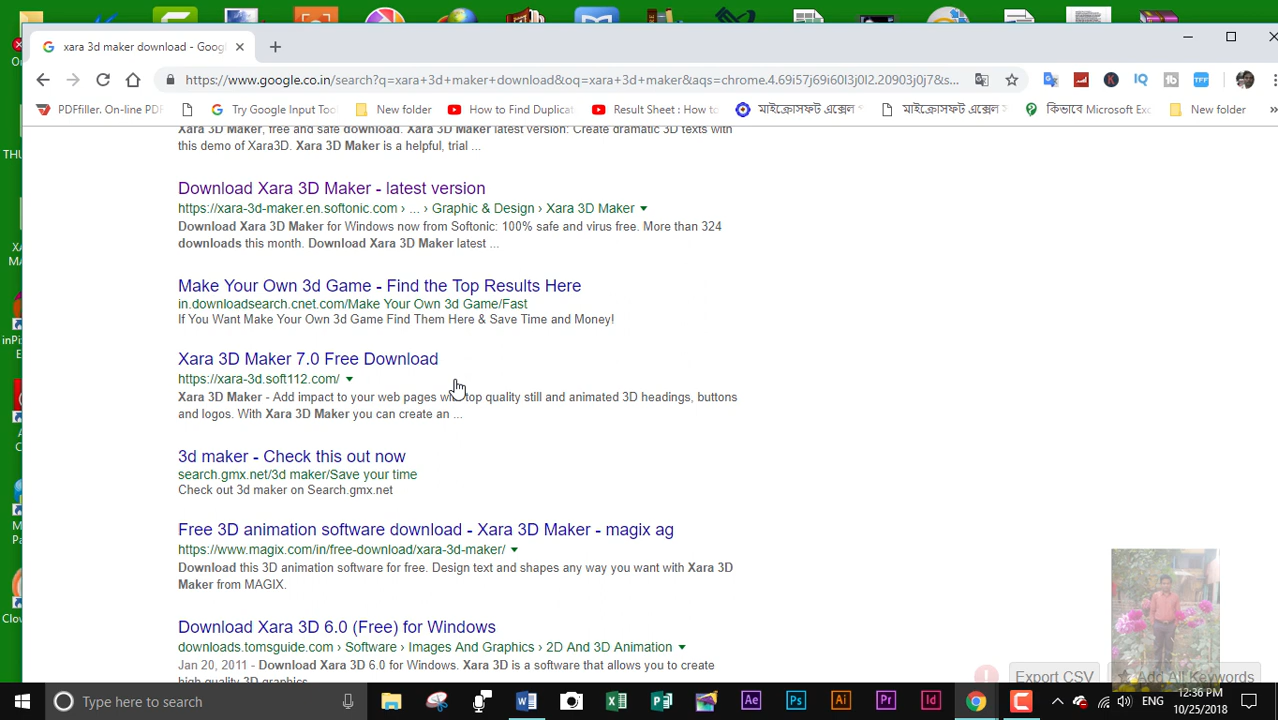 xara 3d maker download - Goog
https://www.google.co.in/search?q=xara+3d+maker+download&oq=xara+3d+maker&aqs=chrome.4.69i57j69i60l3j0l2.20903j0j7&s...
PDFfiller. On-line PDF
Try Google Input Tool
New folder
How to Find Duplicat
Result Sheet : How to
মাইক্রোসফট এক্সেল
মাইক্রোসফট এক্সেল
কিভাবে Microsoft Exc
New folder
Xara 3D Maker, free and safe download. Xara 3D Maker latest version: Create dramatic 3D texts with
this demo of Xara3D. Xara 3D Maker is a helpful, trial ...
Download Xara 3D Maker - latest version
https://xara-3d-maker.en.softonic.com › ... › Graphic & Design › Xara 3D Maker
Download Xara 3D Maker for Windows now from Softonic: 100% safe and virus free. More than 324
downloads this month. Download Xara 3D Maker latest ...
Make Your Own 3d Game - Find the Top Results Here
in.downloadsearch.cnet.com/Make Your Own 3d Game/Fast
If You Want Make Your Own 3d Game Find Them Here & Save Time and Money!
Xara 3D Maker 7.0 Free Download
https://xara-3d.soft112.com/
Xara 3D Maker - Add impact to your web pages with top quality still and animated 3D headings, buttons
and logos. With Xara 3D Maker you can create an ...
3d maker - Check this out now
search.gmx.net/3d maker/Save your time
Check out 3d maker on Search.gmx.net
Free 3D animation software download - Xara 3D Maker - magix ag
https://www.magix.com/in/free-download/xara-3d-maker/
Download this 3D animation software for free. Design text and shapes any way you want with Xara 3D
Maker from MAGIX.
Download Xara 3D 6.0 (Free) for Windows
downloads.tomsguide.com › Software › Images And Graphics › 2D And 3D Animation
Jan 20, 2011 - Download Xara 3D 6.0 for Windows. Xara 3D is a software that allows you to create
high quality 3D graphics
Export CSV
Add All Keywords
Type here to search
ENG
12:36 PM
10/25/2018